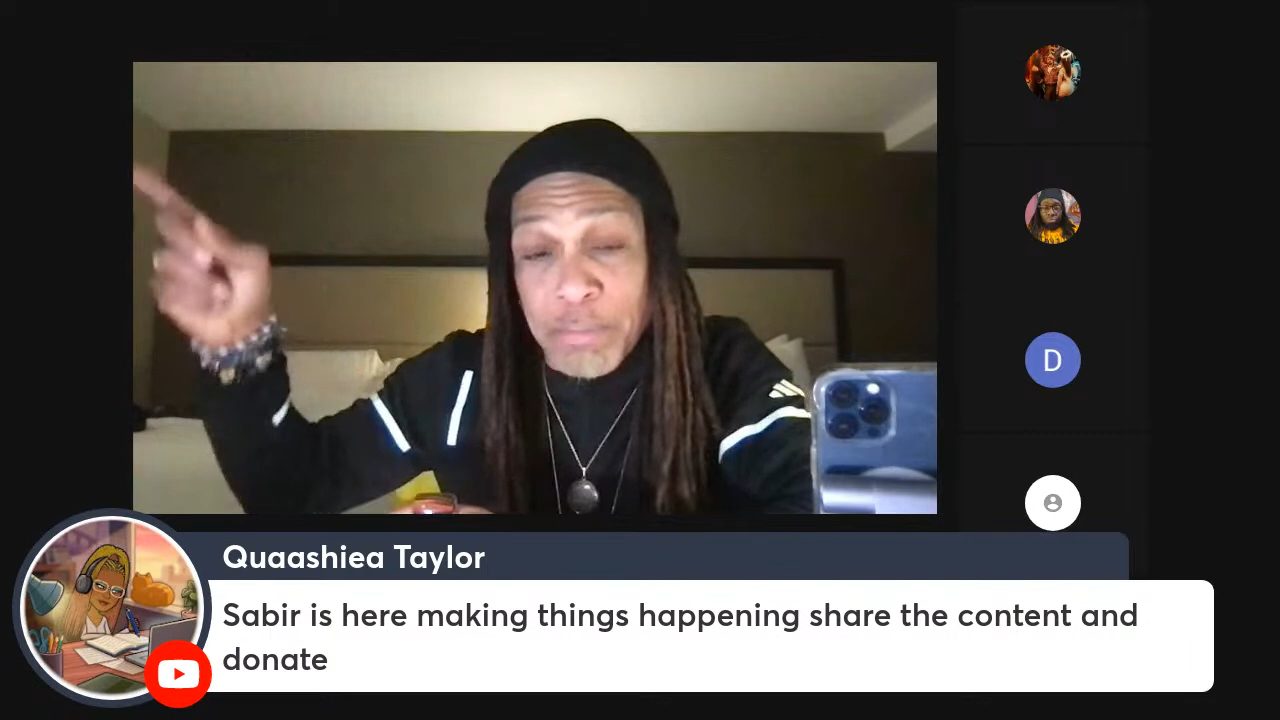 D
Quaashiea Taylor
Sabir is here making things happening share the content and
donate